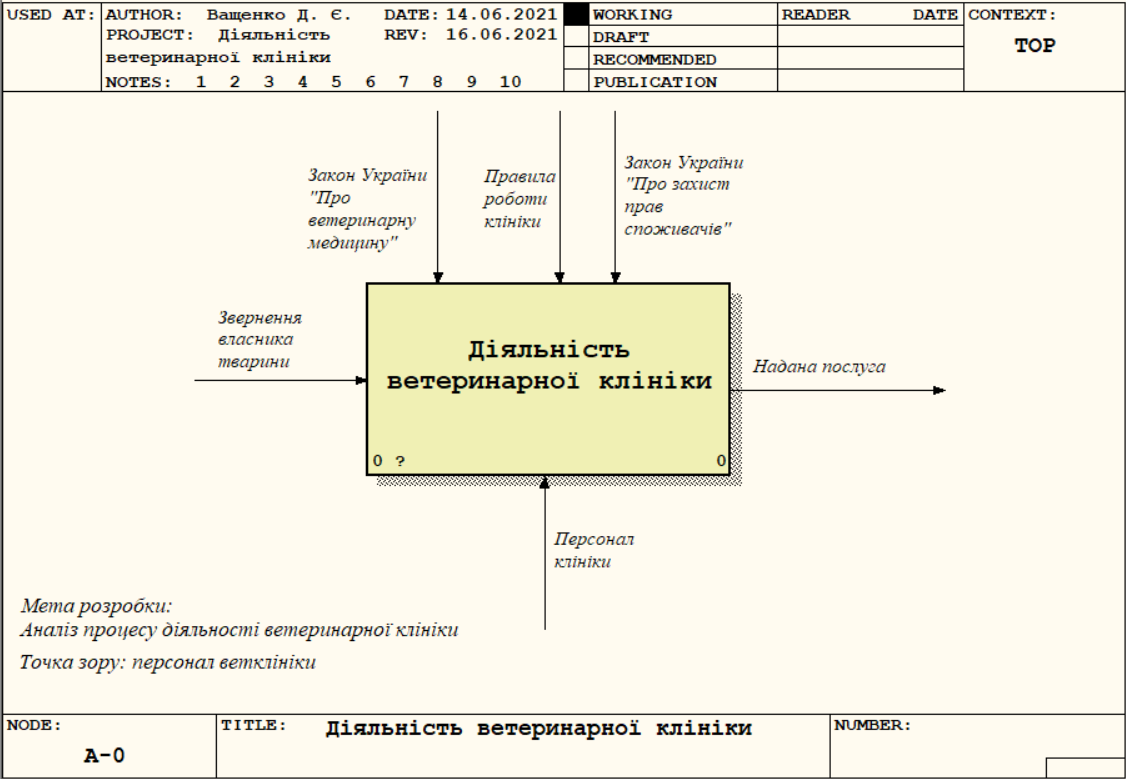 USED AT:
AUTHOR: Ващенко Д. Є.
DATE: 14.06.2021
PROJECT: Діяльність
REV: 16.06.2021
ветеринарної клініки
NOTES: 1 2 3 4 5 6 7 8 9 10
WORKING
DRAFT
RECOMMENDED
PUBLICATION
READER
DATE
CONTEXT:
TOP
Закон України
"Про
ветеринарну
медицину"
Правила
роботи
клініки
Закон України
"Про захист
прав
споживачів"
Звернення
власника
тварини
Діяльність
ветеринарної клініки
0 ?
0
Надана послуга
Персонал
клініки
Мета розробки:
Аналіз процесу діяльності ветеринарної клініки
Точка зору: персонал ветклініки
NODE:
A-0
TITLE:
Діяльність ветеринарної клініки
NUMBER: